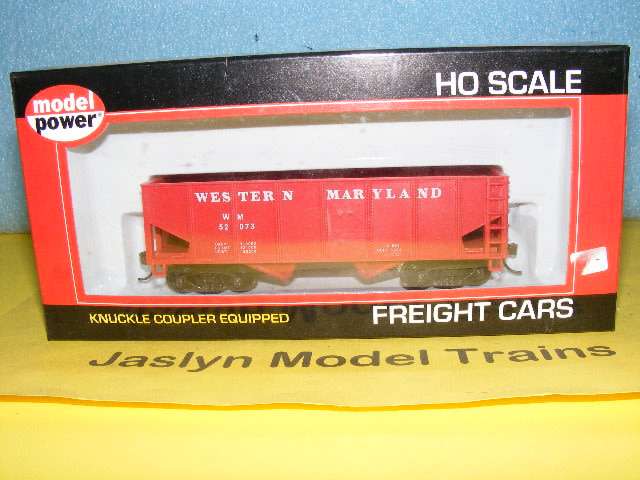 HO SCALE
model
power®
WESTERN MARYLAND
WM
52073
KNUCKLE COUPLER EQUIPPED
FREIGHT CARS
Jaslyn Model Trains